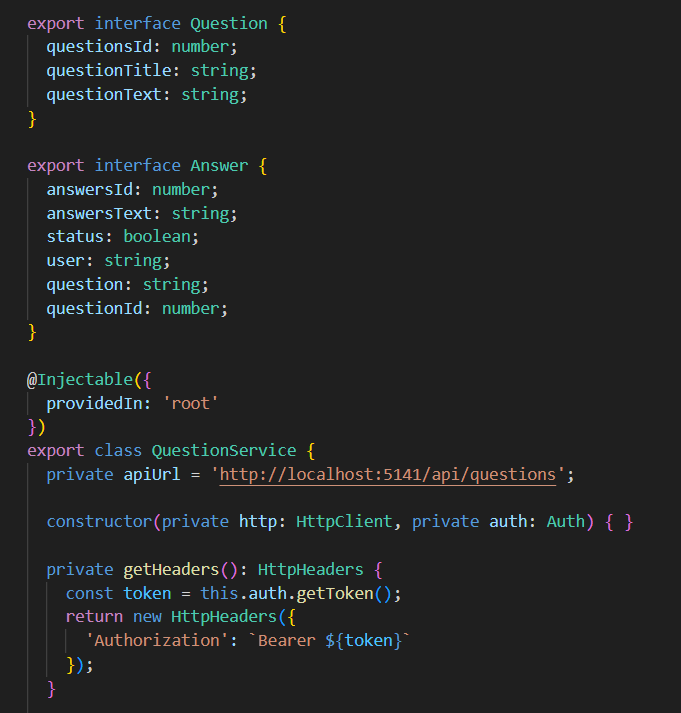 export interface Question {
questionsId: number;
questionTitle: string;
questionText: string;
}
export interface Answer {
answersId: number;
answersText: string;
status: boolean;
user: string;
question: string;
questionId: number;
}
@Injectable({
providedIn: 'root'
})
export class QuestionService {
private apiUrl = 'http://localhost:5141/api/questions';
constructor(private http: HttpClient, private auth: Auth) { }
private getHeaders(): HttpHeaders {
const token = this.auth.getToken();
return new HttpHeaders({
'Authorization': `Bearer ${token}`
});
}